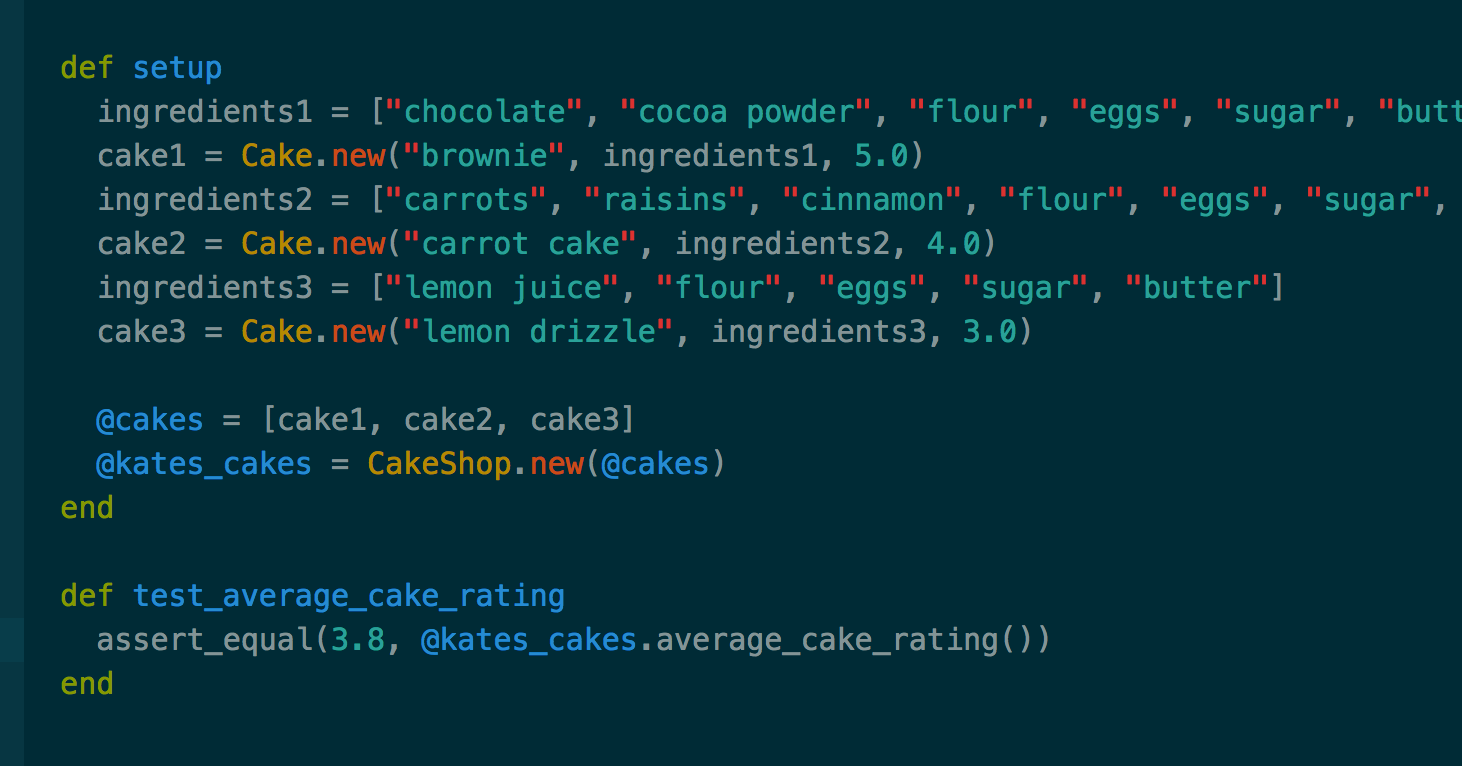 def setup
  ingredients1 = ["chocolate", "cocoa powder", "flour", "eggs", "sugar", "butt
  cake1 = Cake.new("brownie", ingredients1, 5.0)
  ingredients2 = ["carrots", "raisins", "cinnamon", "flour", "eggs", "sugar",
  cake2 = Cake.new("carrot cake", ingredients2, 4.0)
  ingredients3 = ["lemon juice", "flour", "eggs", "sugar", "butter"]
  cake3 = Cake.new("lemon drizzle", ingredients3, 3.0)
  @cakes = [cake1, cake2, cake3]
  @kates_cakes = CakeShop.new(@cakes)
end
def test_average_cake_rating
  assert_equal(3.8, @kates_cakes.average_cake_rating())
end